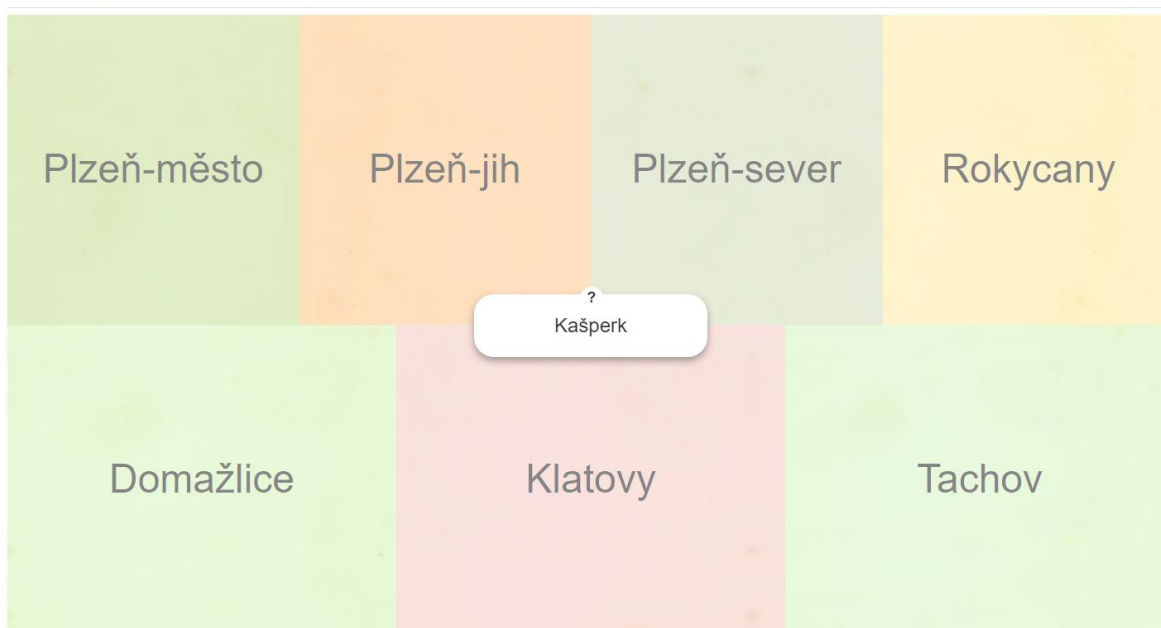 Plzeň-město
Plzeň-jih
Plzeň-sever
Rokycany
?
Kašperk
Domažlice
Klatovy
Tachov